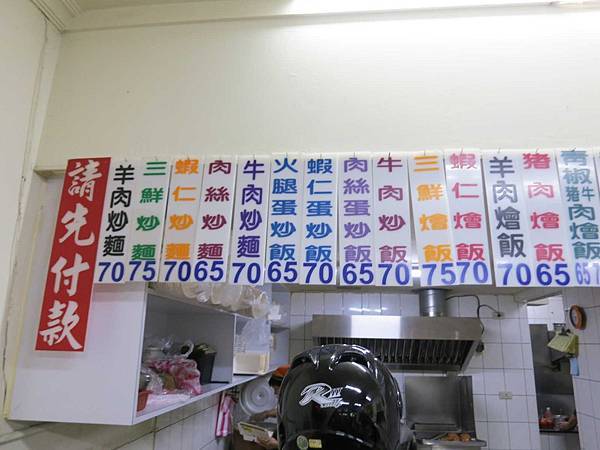 請先付款
羊肉炒麵
70
三鮮炒麵
75
蝦仁炒麵
70
肉絲炒麵
65
牛肉炒麵
70
火腿蛋炒飯
65
蝦仁蛋炒飯
70
肉絲蛋炒飯
65
牛肉炒飯
70
三鮮燴飯
75
蝦仁燴飯
70
羊肉燴飯
70
豬肉燴飯
65
青椒牛豬肉燴飯
65